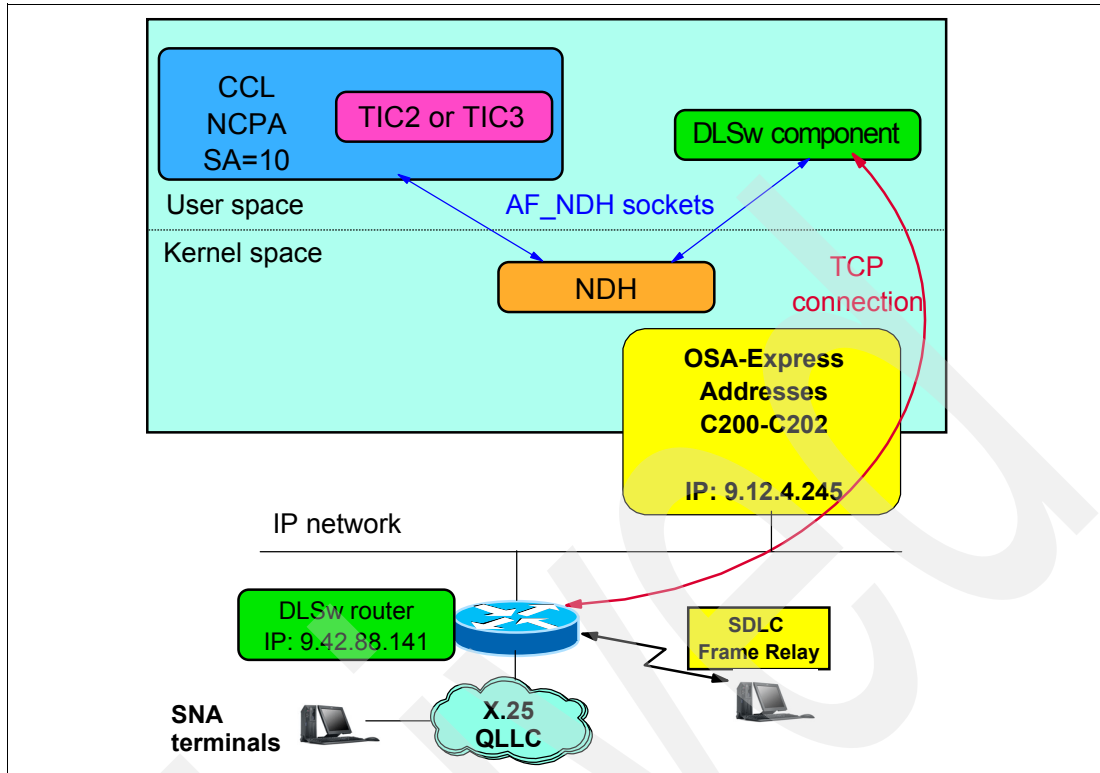 CCL
NCPA
SA=10
TIC2 or TIC3
DLSw component
User space
AF_NDH sockets
Kernel space
NDH
TCP
connection
OSA-Express
Addresses
C200-C202
IP: 9.12.4.245
IP network
DLSw router
IP: 9.42.88.141
SDLC
Frame Relay
SNA
terminals
X.25
QLLC